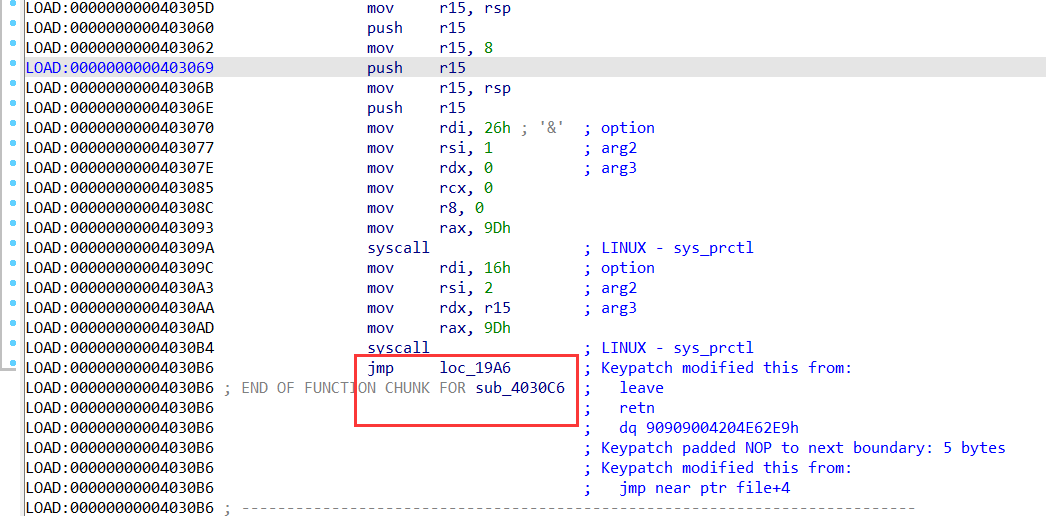 LOAD:000000000040305D mov r15, rsp
LOAD:0000000000403060 push r15
LOAD:0000000000403062 mov r15, 8
LOAD:0000000000403069 push r15
LOAD:000000000040306B mov r15, rsp
LOAD:000000000040306E push r15
LOAD:0000000000403070 mov rdi, 26h ; '&' ; option
LOAD:0000000000403077 mov rsi, 1 ; arg2
LOAD:000000000040307E mov rdx, 0 ; arg3
LOAD:0000000000403085 mov rcx, 0
LOAD:000000000040308C mov r8, 0
LOAD:0000000000403093 mov rax, 9Dh
LOAD:000000000040309A syscall ; LINUX - sys_prctl
LOAD:000000000040309C mov rdi, 16h ; option
LOAD:00000000004030A3 mov rsi, 2 ; arg2
LOAD:00000000004030AA mov rdx, r15 ; arg3
LOAD:00000000004030AD mov rax, 9Dh
LOAD:00000000004030B4 syscall ; LINUX - sys_prctl
LOAD:00000000004030B6 jmp loc_19A6 ; Keypatch modified this from:
LOAD:00000000004030B6 ; END OF FUNCTION CHUNK FOR sub_4030C6 ; leave
LOAD:00000000004030B6 ; retn
LOAD:00000000004030B6 ; dq 90909004204E62E9h
LOAD:00000000004030B6 ; Keypatch padded NOP to next boundary: 5 bytes
LOAD:00000000004030B6 ; Keypatch modified this from:
LOAD:00000000004030B6 ; jmp near ptr file+4
LOAD:00000000004030B6 ; ---------------------------------------------------------------------------